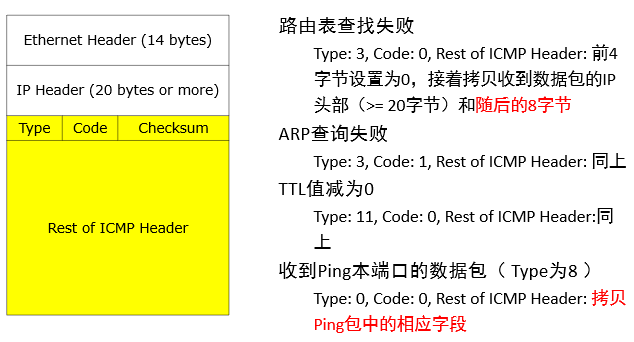 Ethernet Header (14 bytes)
IP Header (20 bytes or more)
Type Code Checksum
Rest of ICMP Header
路由表查找失败
Type: 3, Code: 0, Rest of ICMP Header: 前4
字节设置为0，接着拷贝收到数据包的IP
头部（>= 20字节）和随后的8字节
ARP查询失败
Type: 3, Code: 1, Rest of ICMP Header: 同上
TTL值减为0
Type: 11, Code: 0, Rest of ICMP Header:同
上
收到Ping本端口的数据包（ Type为8 ）
Type: 0, Code: 0, Rest of ICMP Header: 拷贝
Ping包中的相应字段